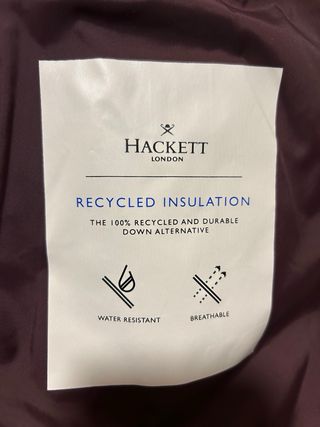 HACKETT
LONDON
RECYCLED INSULATION
THE 100% RECYCLED AND DURABLE
DOWN ALTERNATIVE
WATER RESISTANT
BREATHABLE